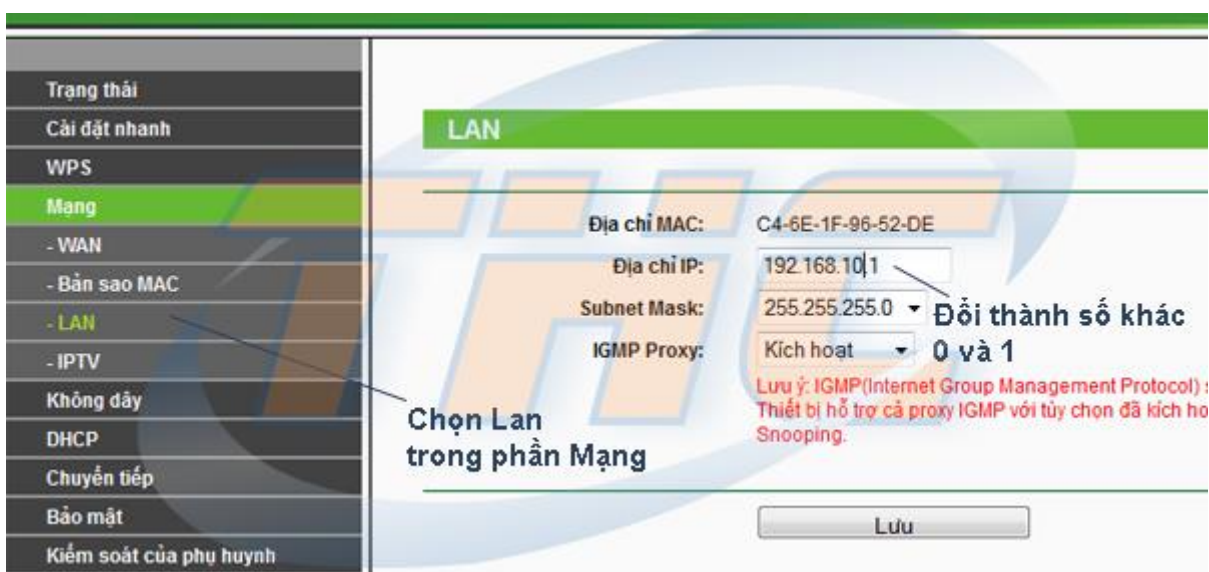 Trạng thái
Cài đặt nhanh
WPS
Mạng
- WAN
- Bản sao MAC
- LAN
- IPTV
Không dây
DHCP
Chuyển tiếp
Bảo mật
Kiểm soát của phụ huynh
LAN
Địa chỉ MAC: C4-6E-1F-96-52-DE
Địa chỉ IP: 192.168.10.1
Subnet Mask: 255.255.255.0
IGMP Proxy: Kích hoạt
Đổi thành số khác
0 và 1
Lưu ý: IGMP(Internet Group Management Protocol) s
Thiết bị hỗ trợ cả proxy IGMP với tùy chọn đã kích ho
Snooping.
Chọn Lan
trong phần Mạng
Lưu
THC